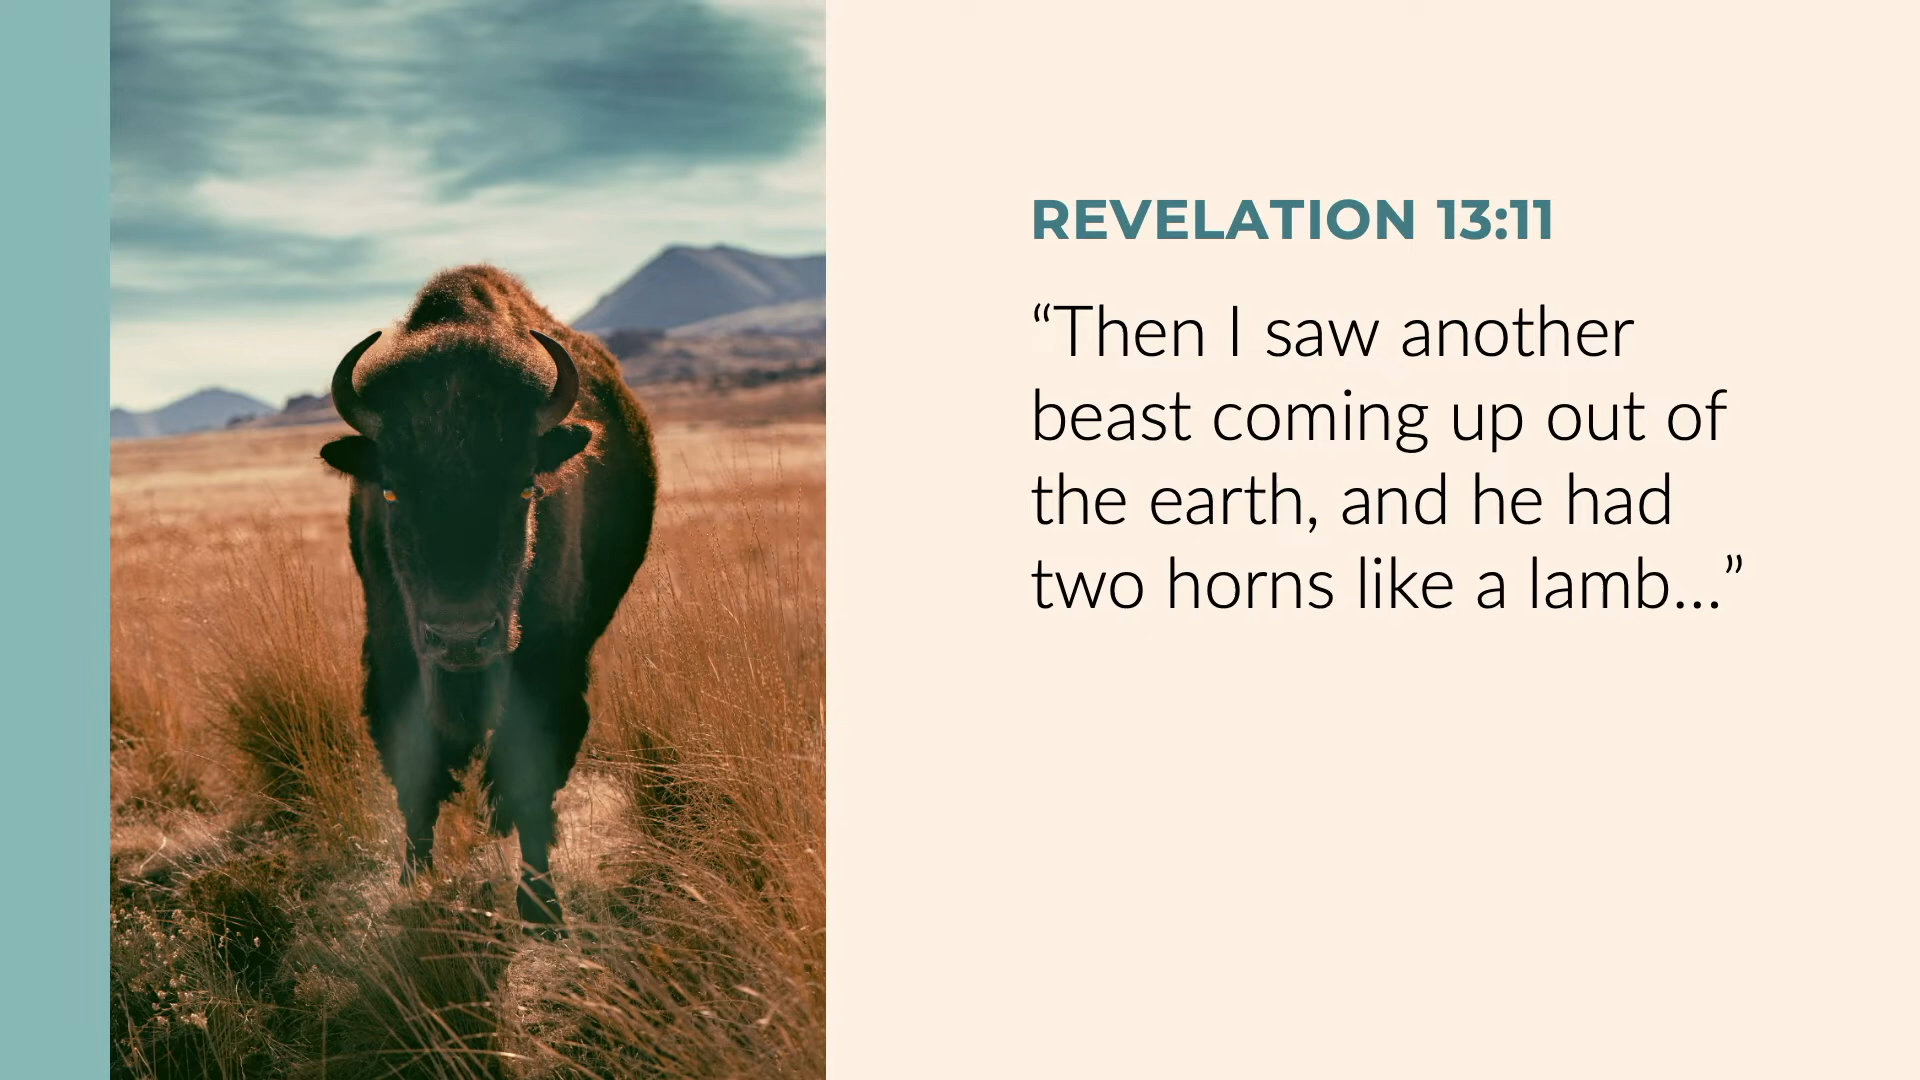 REVELATION 13:11
“Then I saw another
beast coming up out of
the earth, and he had
two horns like a lamb...”